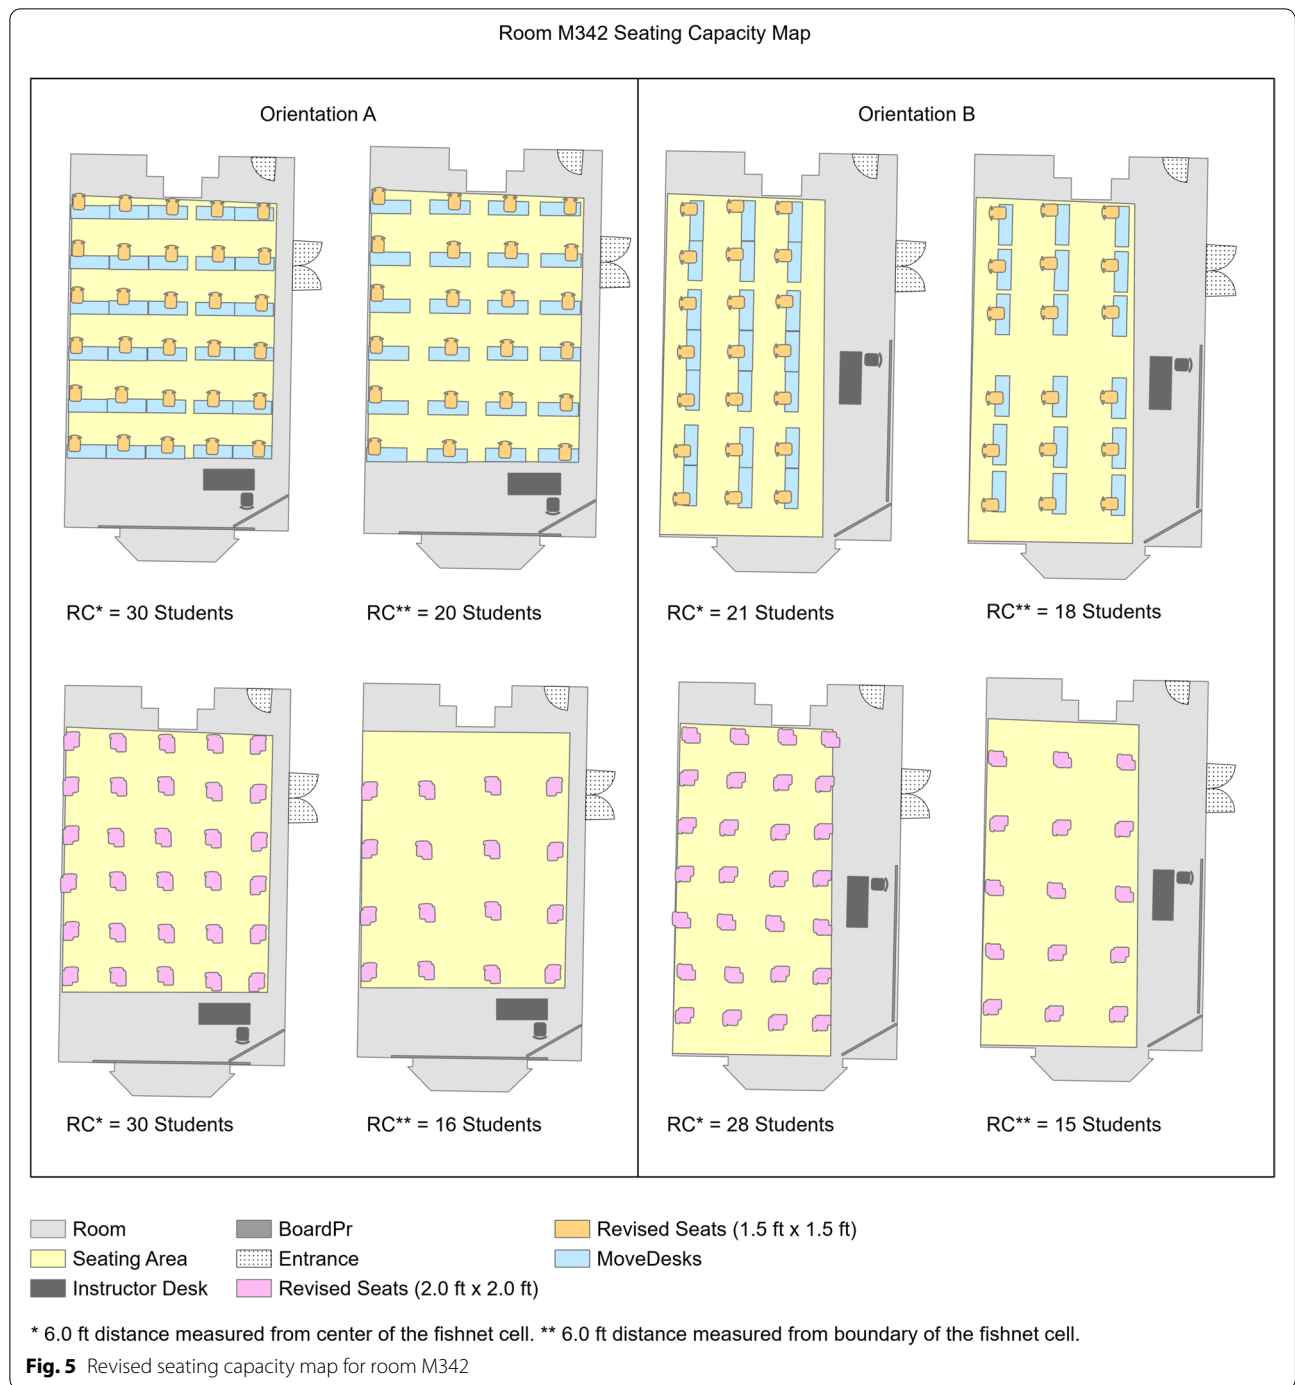 Room M342 Seating Capacity Map
Orientation A
Orientation B
RC* = 30 Students
RC** = 20 Students
RC* = 21 Students
RC** = 18 Students
RC* = 30 Students
RC** = 16 Students
RC* = 28 Students
RC** = 15 Students
Room
BoardPr
Revised Seats (1.5 ft x 1.5 ft)
Seating Area
Entrance
MoveDesks
Instructor Desk
Revised Seats (2.0 ft x 2.0 ft)
* 6.0 ft distance measured from center of the fishnet cell. ** 6.0 ft distance measured from boundary of the fishnet cell.
Fig. 5 Revised seating capacity map for room M342